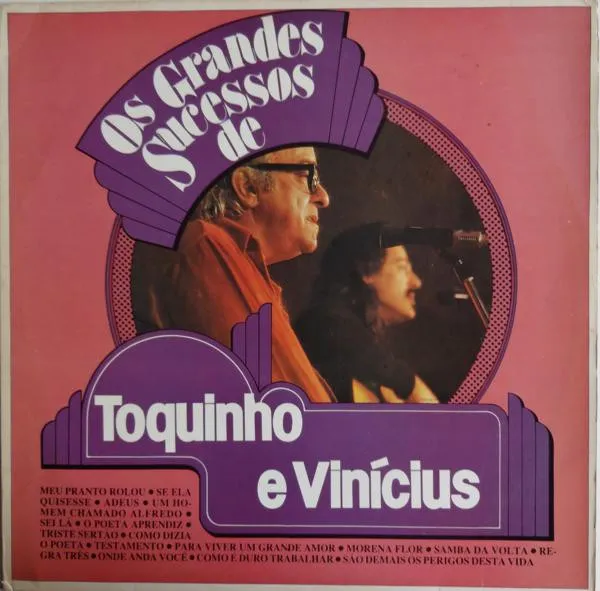 Os Grandes
Sucessos
de
Toquinho
e Vinícius
MEU PRANTO ROLOU • SE ELA
QUISESSE • ADEUS • UM HO-
MEM CHAMADO ALFREDO •
SEI LÁ • O POETA APRENDIZ •
TRISTE SERTÃO • COMO DIZIA
O POETA • TESTAMENTO • PARA VIVER UM GRANDE AMOR • MORENA FLOR • SAMBA DA VOLTA • RE-
GRA TRÊS • ONDE ANDA VOCÊ • COMO E DURO TRABALHAR • SÃO DEMAIS OS PERIGOS DESTA VIDA